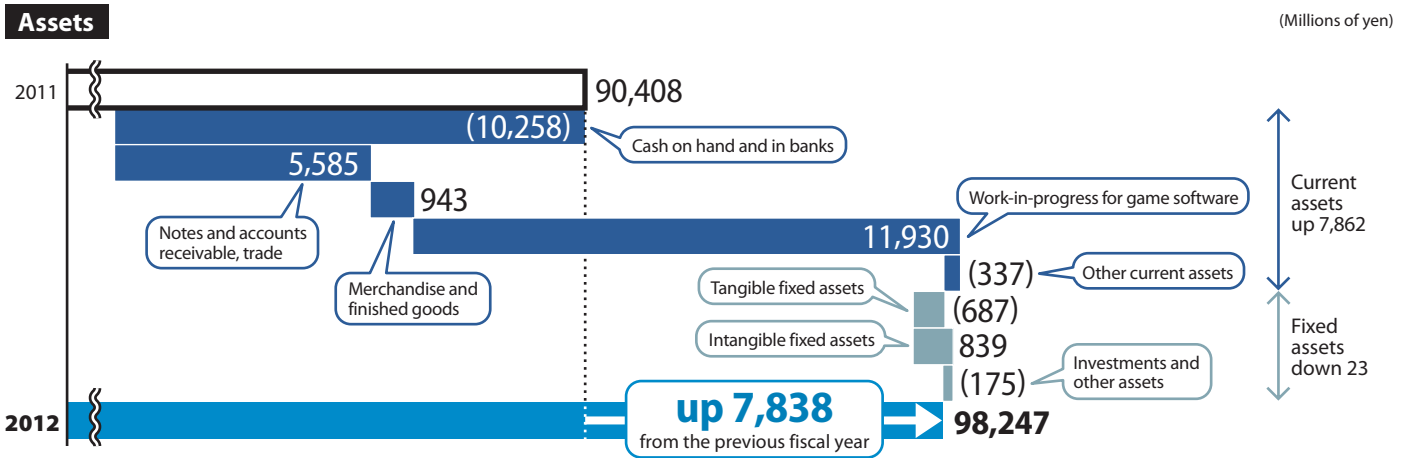 Assets
(Millions of yen)
2011
90,408
(10,258)
Cash on hand and in banks
5,585
Notes and accounts
receivable, trade
943
Merchandise and
finished goods
Work-in-progress for game software
11,930
(337)
Other current assets
Current
assets
up 7,862
Tangible fixed assets
(687)
Intangible fixed assets
839
(175)
Investments and
other assets
Fixed
assets
down 23
2012
up 7,838
from the previous fiscal year
98,247